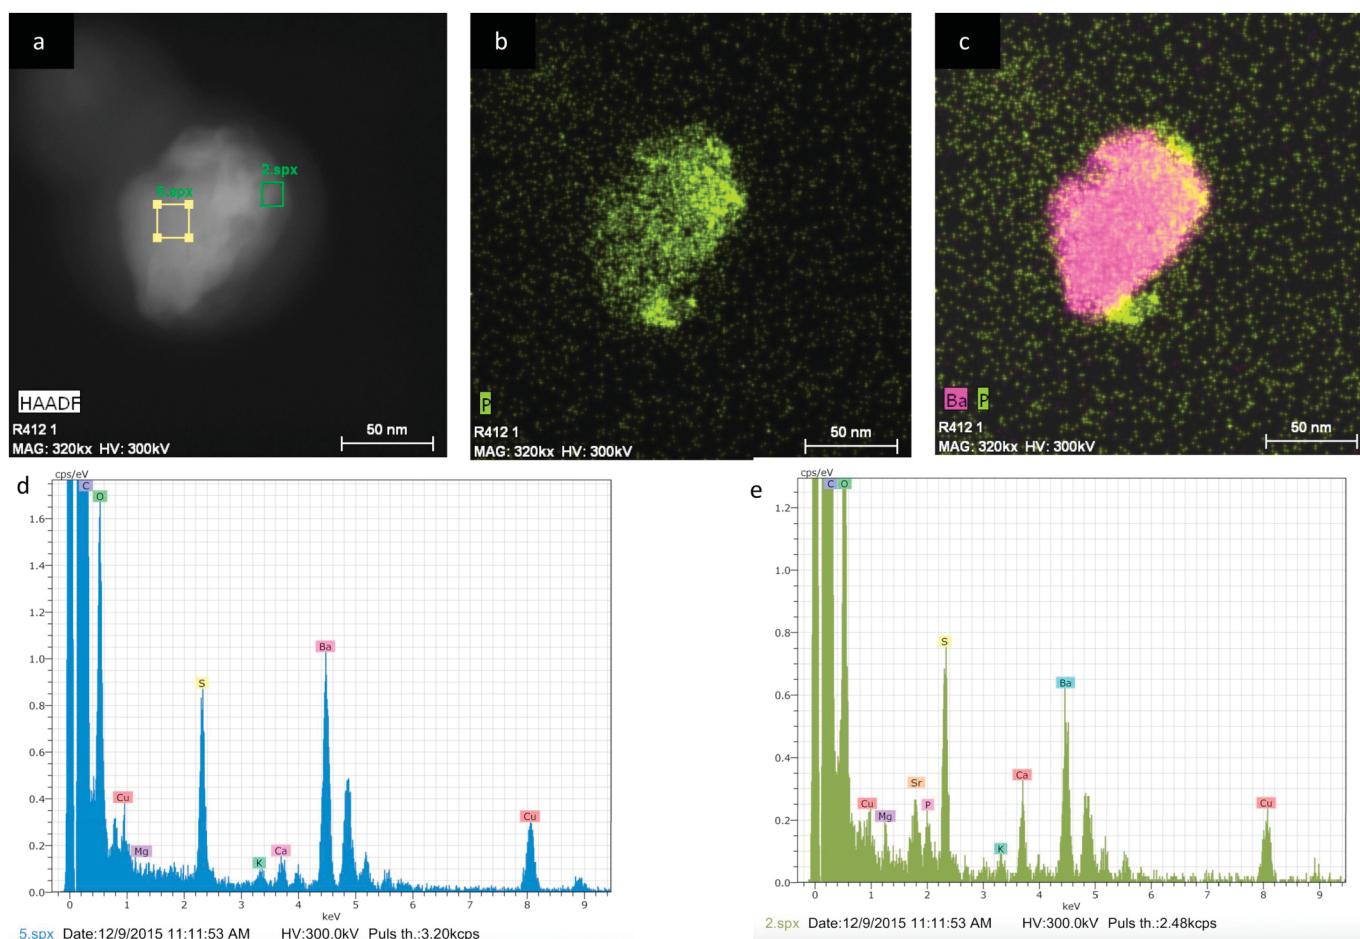 a
5.spx
2.spx
HAADF
R412 1
MAG: 320kx HV: 300kV
50 nm
b
P
R412 1
MAG: 320kx HV: 300kV
50 nm
c
Ba P
R412 1
MAG: 320kx HV: 300kV
50 nm
d
cps/eV
C
O
1.6
1.4
1.2
1.0
0.8
0.6
0.4
0.2
0.0
Cu
Mg
S
K
Ca
Ba
Cu
0 1 2 3 4 5 6 7 8 9
keV
5.spx Date:12/9/2015 11:11:53 AM HV:300.0kV Puls th.:3.20kcps
e
cps/eV
C O
1.2
1.0
0.8
0.6
0.4
0.2
0.0
Cu
Mg
Sr
P
S
K
Ca
Ba
Cu
0 1 2 3 4 5 6 7 8 9
keV
2.spx Date:12/9/2015 11:11:53 AM HV:300.0kV Puls th.:2.48kcps